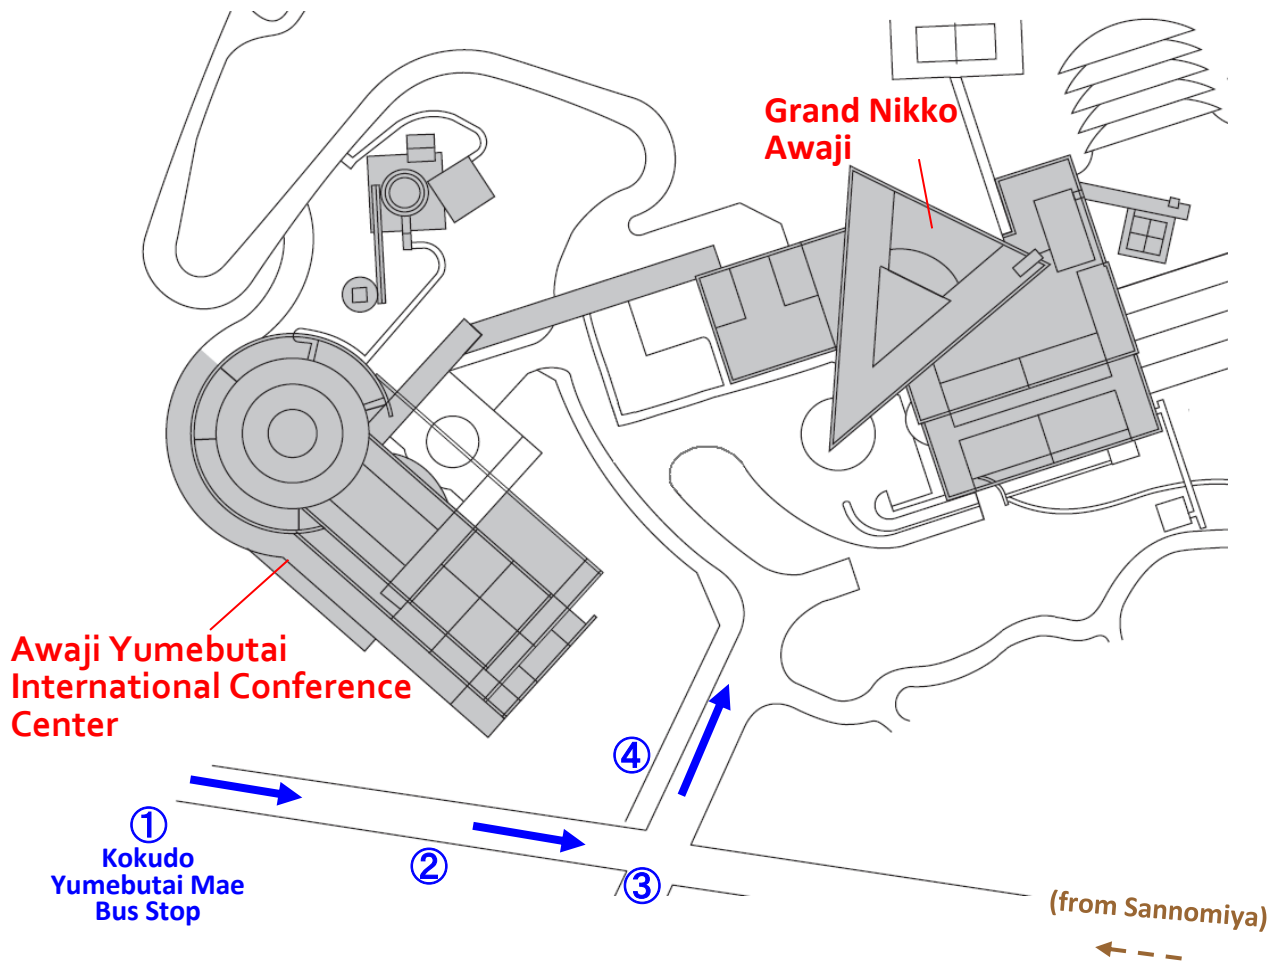 Grand Nikko
Awaji
Awaji Yumebutai
International Conference
Center
④
①
Kokudo
Yumebutai Mae
Bus Stop
②
③
(from Sannomiya)